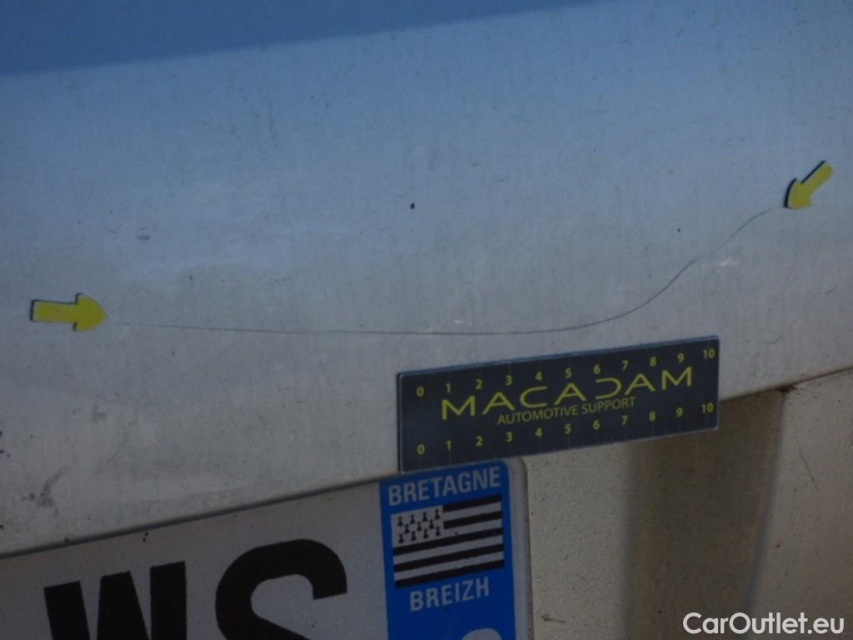 0 1 2 3 4 5 6 7 8 9 10
MACADAM
AUTOMOTIVE SUPPORT
0 1 2 3 4 5 6 7 8 9 10
BRETAGNE
BREIZH
WS
CarOutlet.eu